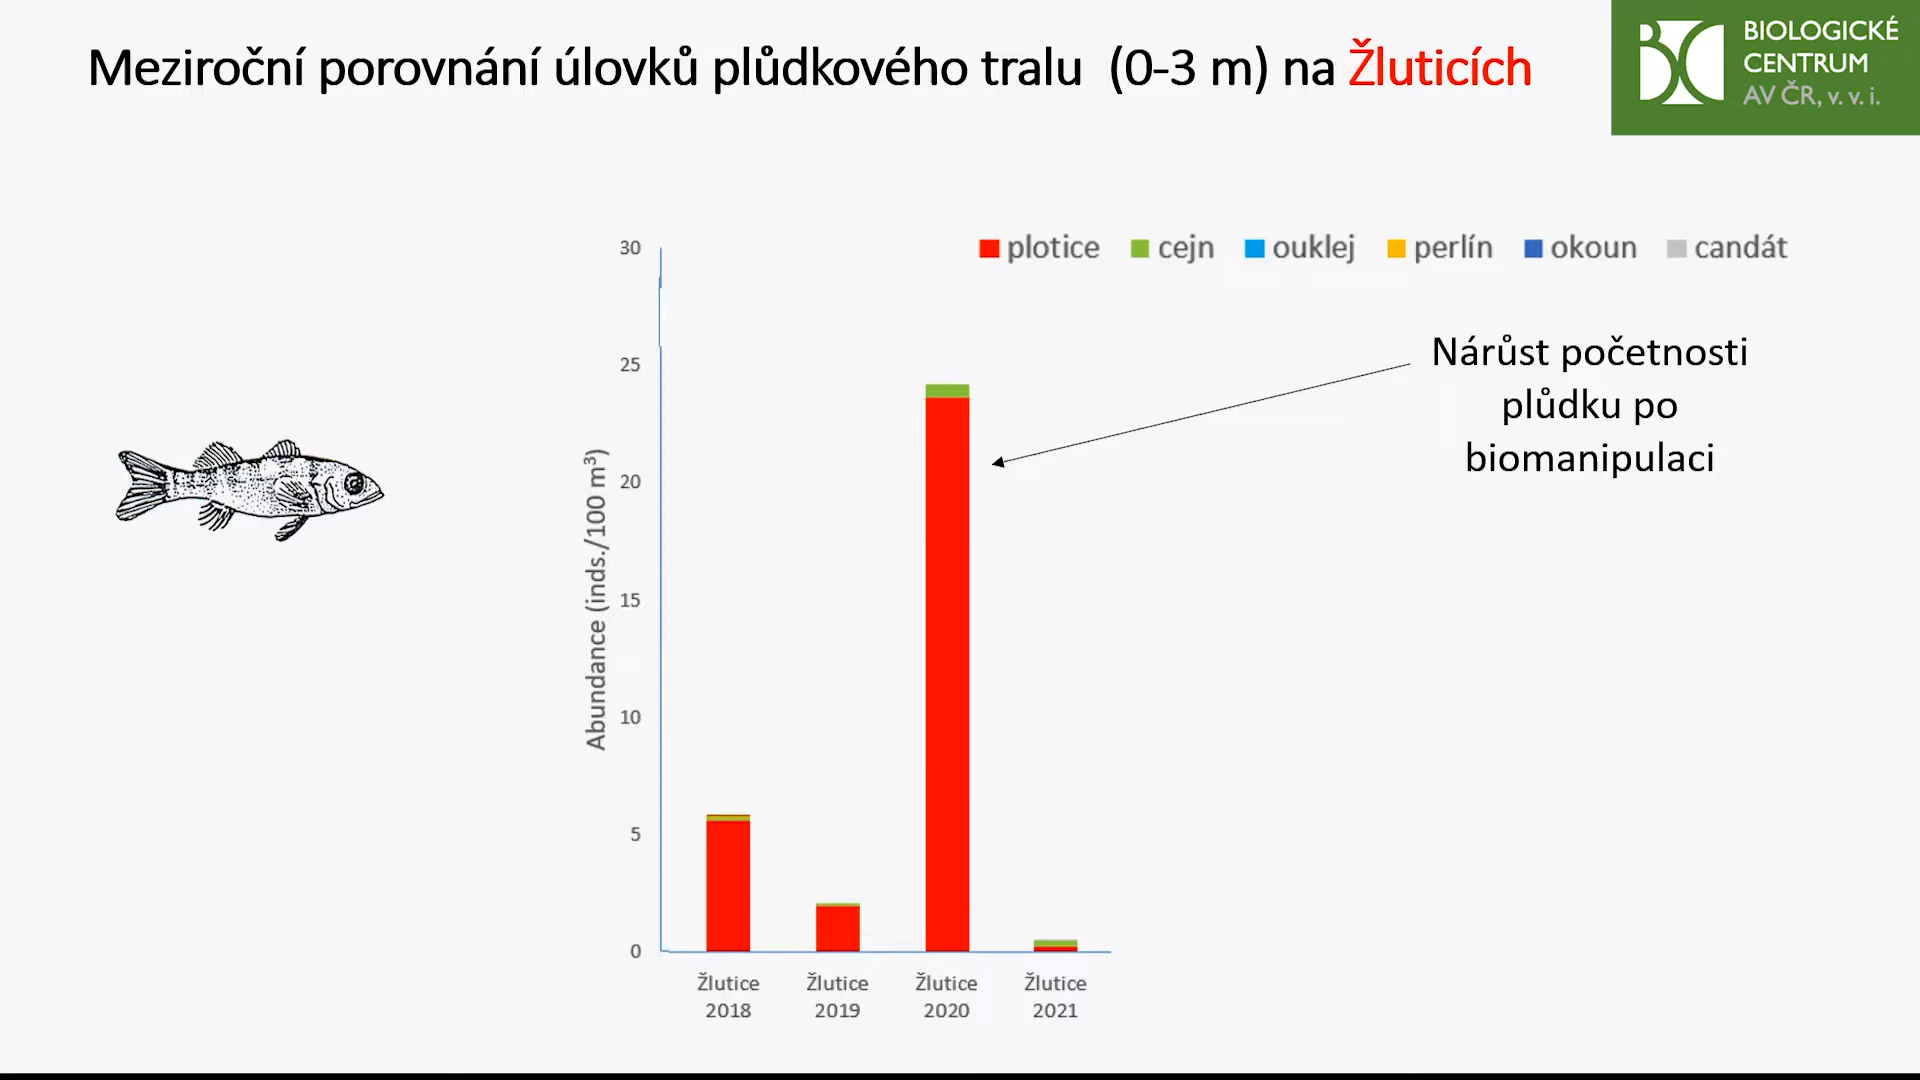 Meziroční porovnání úlovků plůdkového tralu (0-3 m) na Žluticích
BIOLOGICKÉ
CENTRUM
AV ČR, v. v. i.
plotice cejn ouklej perlín okoun candát
Nárůst početnosti
plůdku po
biomanipulaci
Abundance (inds./100 m³)
30
25
20
15
10
5
0
Žlutice
2018
Žlutice
2019
Žlutice
2020
Žlutice
2021